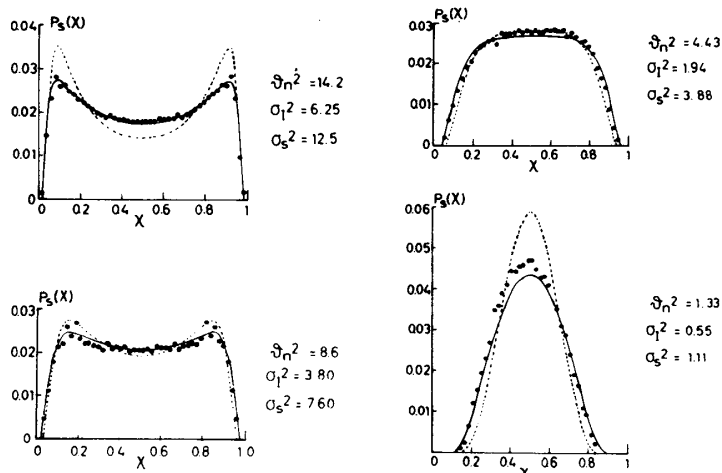 Ps(χ)
0.04
0.03
0.02
0.01
0
0 0.2 0.4 0.6 0.8 1
χ
ϑn² = 14.2
σI² = 6.25
σs² = 12.5
Ps(χ)
0.03
0.02
0.01
0
0 0.2 0.4 0.6 0.8 1
χ
ϑn² = 4.43
σI² = 1.94
σs² = 3.88
Ps(χ)
0.03
0.02
0.01
0
0 0.2 0.4 0.6 0.8 1.0
χ
ϑn² = 8.6
σI² = 3.80
σs² = 7.60
Ps(χ)
0.06
0.05
0.04
0.03
0.02
0.01
0 0.2 0.4 0.6 0.8 1
χ
ϑn² = 1.33
σI² = 0.55
σs² = 1.11